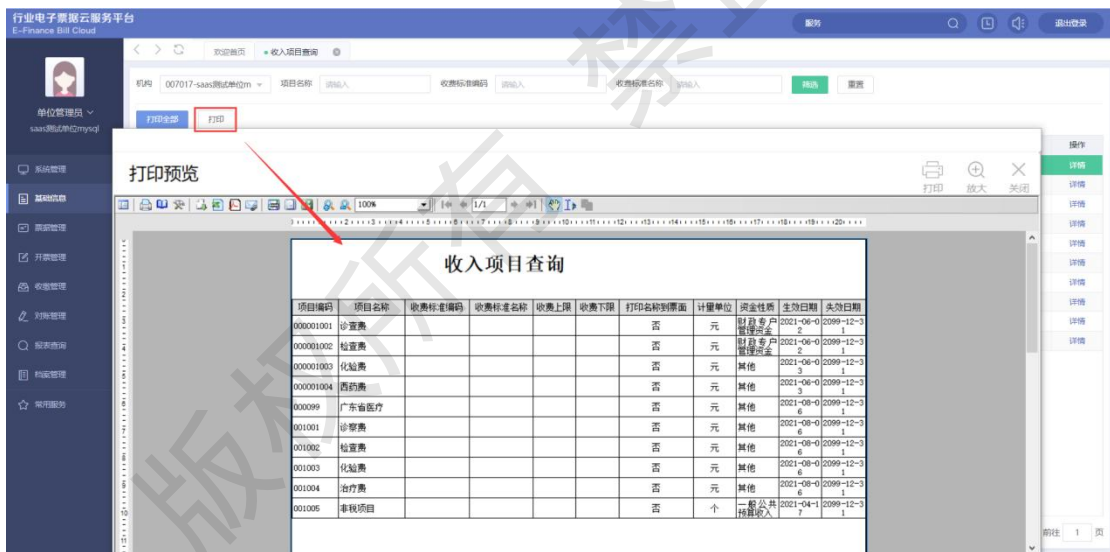 行业电子票据云服务平台
E-Finance Bill Cloud
服务
退出登录
欢迎首页 • 收入项目查询
单位管理员
saas测试单位mysql
机构 007017-saas测试单位m 项目名称 请输入 收费标准编码 请输入 收费标准名称 请输入 筛选 重置
打印全部 打印
系统管理
基础信息
票据管理
开票管理
收缴管理
对账管理
报表查询
档案管理
常用服务
操作
详情
详情
详情
详情
详情
详情
详情
详情
详情
详情
打印预览
打印 放大 关闭
100% 1/1
收入项目查询
项目编码 项目名称 收费标准编码 收费标准名称 收费上限 收费下限 打印名称到票面 计量单位 资金性质 生效日期 失效日期
000001001 诊查费 否 元 财政专户管理资金 2021-06-02 2099-12-31
000001002 检查费 否 元 财政专户管理资金 2021-06-02 2099-12-31
000001003 化验费 否 元 其他 2021-06-03 2099-12-31
000001004 西药费 否 元 其他 2021-06-03 2099-12-31
000099 广东省医疗 否 元 其他 2021-08-06 2099-12-31
001001 诊察费 否 元 其他 2021-08-06 2099-12-31
001002 检查费 否 元 其他 2021-08-06 2099-12-31
001003 化验费 否 元 其他 2021-08-06 2099-12-31
001004 治疗费 否 元 其他 2021-08-06 2099-12-31
001005 非税项目 否 个 一般公共预算收入 2021-04-17 2099-12-31
前往 1 页
版权所有 禁